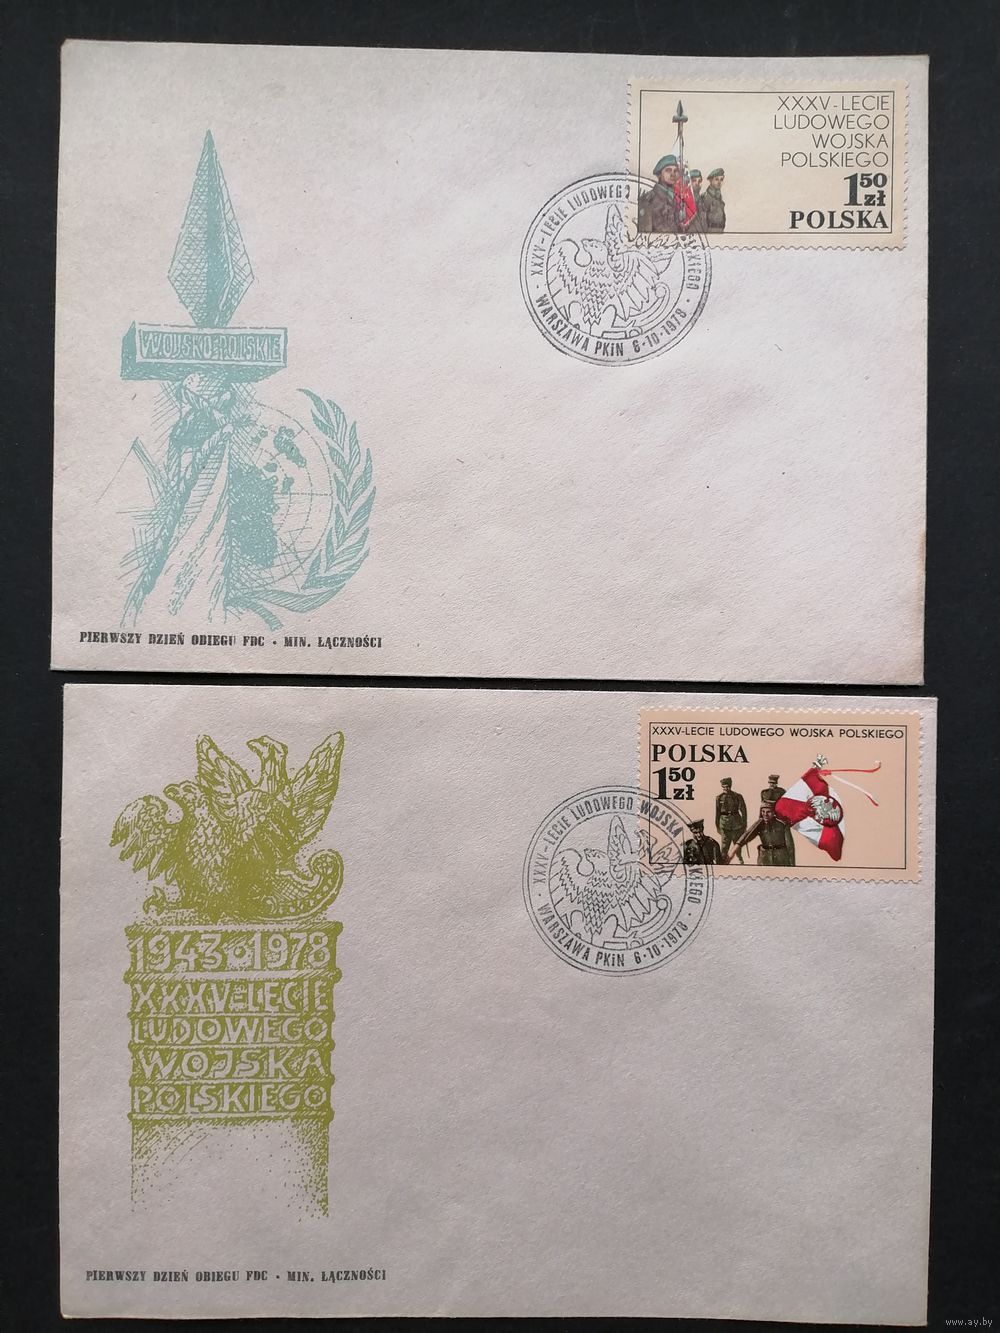 XXXV-LECIE
LUDOWEGO
WOJSKA
POLSKIEGO
1 50 zł
POLSKA
XXXV-LECIE LUDOWEGO POLSKIEGO
WARSZAWA PKiN 6·10·1978
WOJSKO POLSKIE
PIERWSZY DZIEŃ OBIEGU FDC • MIN. ŁĄCZNOŚCI
XXXV-LECIE LUDOWEGO WOJSKA POLSKIEGO
POLSKA
1 50 zł
XXXV-LECIE LUDOWEGO WOJSKA POLSKIEGO
WARSZAWA PKiN 6·10·1978
1943•1978
XXXV-LECIE
LUDOWEGO
WOJSKA
POLSKIEGO
PIERWSZY DZIEŃ OBIEGU FDC • MIN. ŁĄCZNOŚCI
www.ay.by